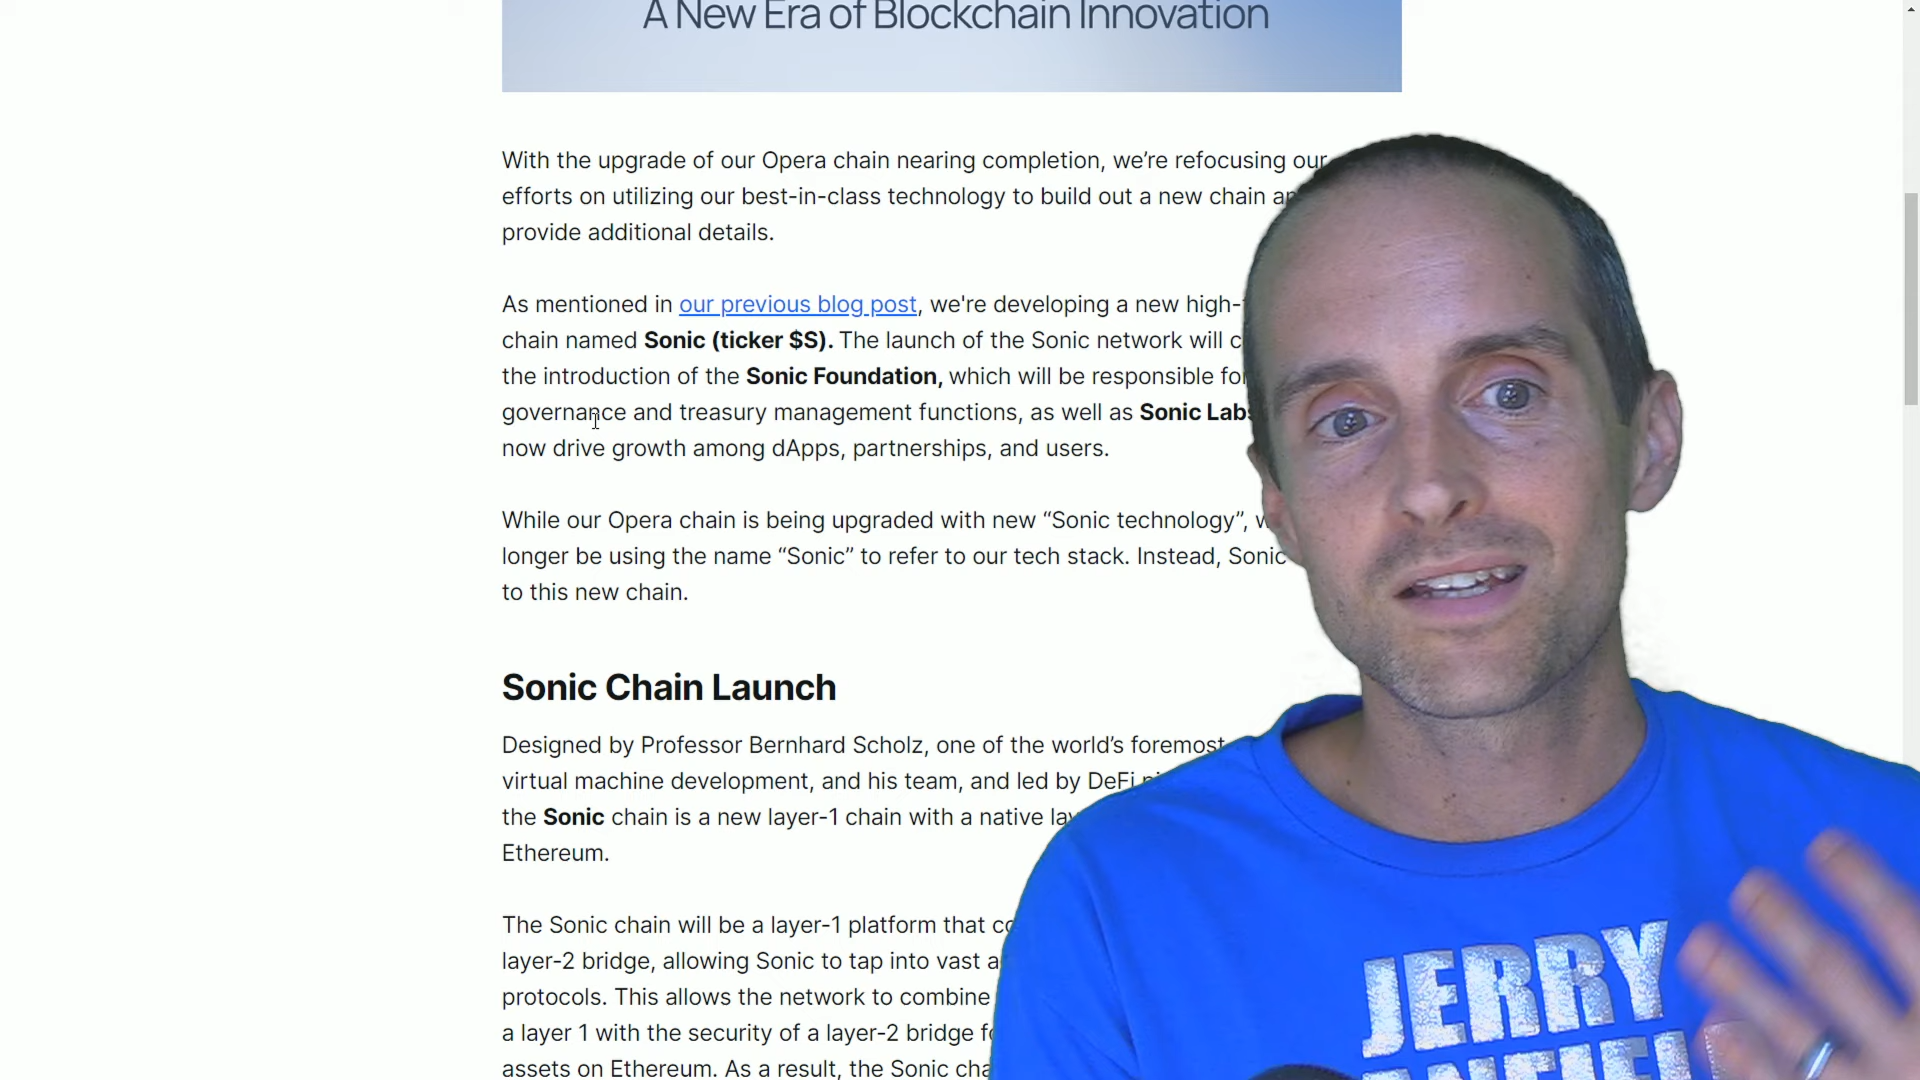 A New Era of Blockchain Innovation
With the upgrade of our Opera chain nearing completion, we're refocusing our
efforts on utilizing our best-in-class technology to build out a new chain
provide additional details.
As mentioned in our previous blog post, we're developing a new high-
chain named Sonic (ticker $S). The launch of the Sonic network will
the introduction of the Sonic Foundation, which will be responsible for
governance and treasury management functions, as well as Sonic Labs
now drive growth among dApps, partnerships, and users.
While our Opera chain is being upgraded with new “Sonic technology”,
longer be using the name “Sonic” to refer to our tech stack. Instead, Sonic
to this new chain.
Sonic Chain Launch
Designed by Professor Bernhard Scholz, one of the world's foremost
virtual machine development, and his team, and led by DeFi
the Sonic chain is a new layer-1 chain with a native
Ethereum.
The Sonic chain will be a layer-1 platform that
layer-2 bridge, allowing Sonic to tap into vast
protocols. This allows the network to combine
a layer 1 with the security of a layer-2 bridge
assets on Ethereum. As a result, the Sonic
JERRY